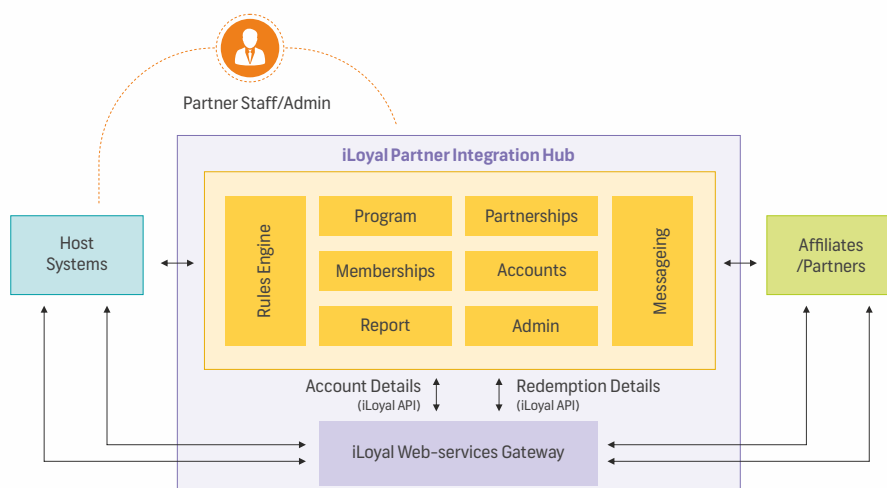 Partner Staff/Admin
iLoyal Partner Integration Hub
Host
Systems
Rules Engine
Program
Partnerships
Memberships
Accounts
Report
Admin
Messageing
Affiliates
/Partners
Account Details
(iLoyal API)
Redemption Details
(iLoyal API)
iLoyal Web-services Gateway